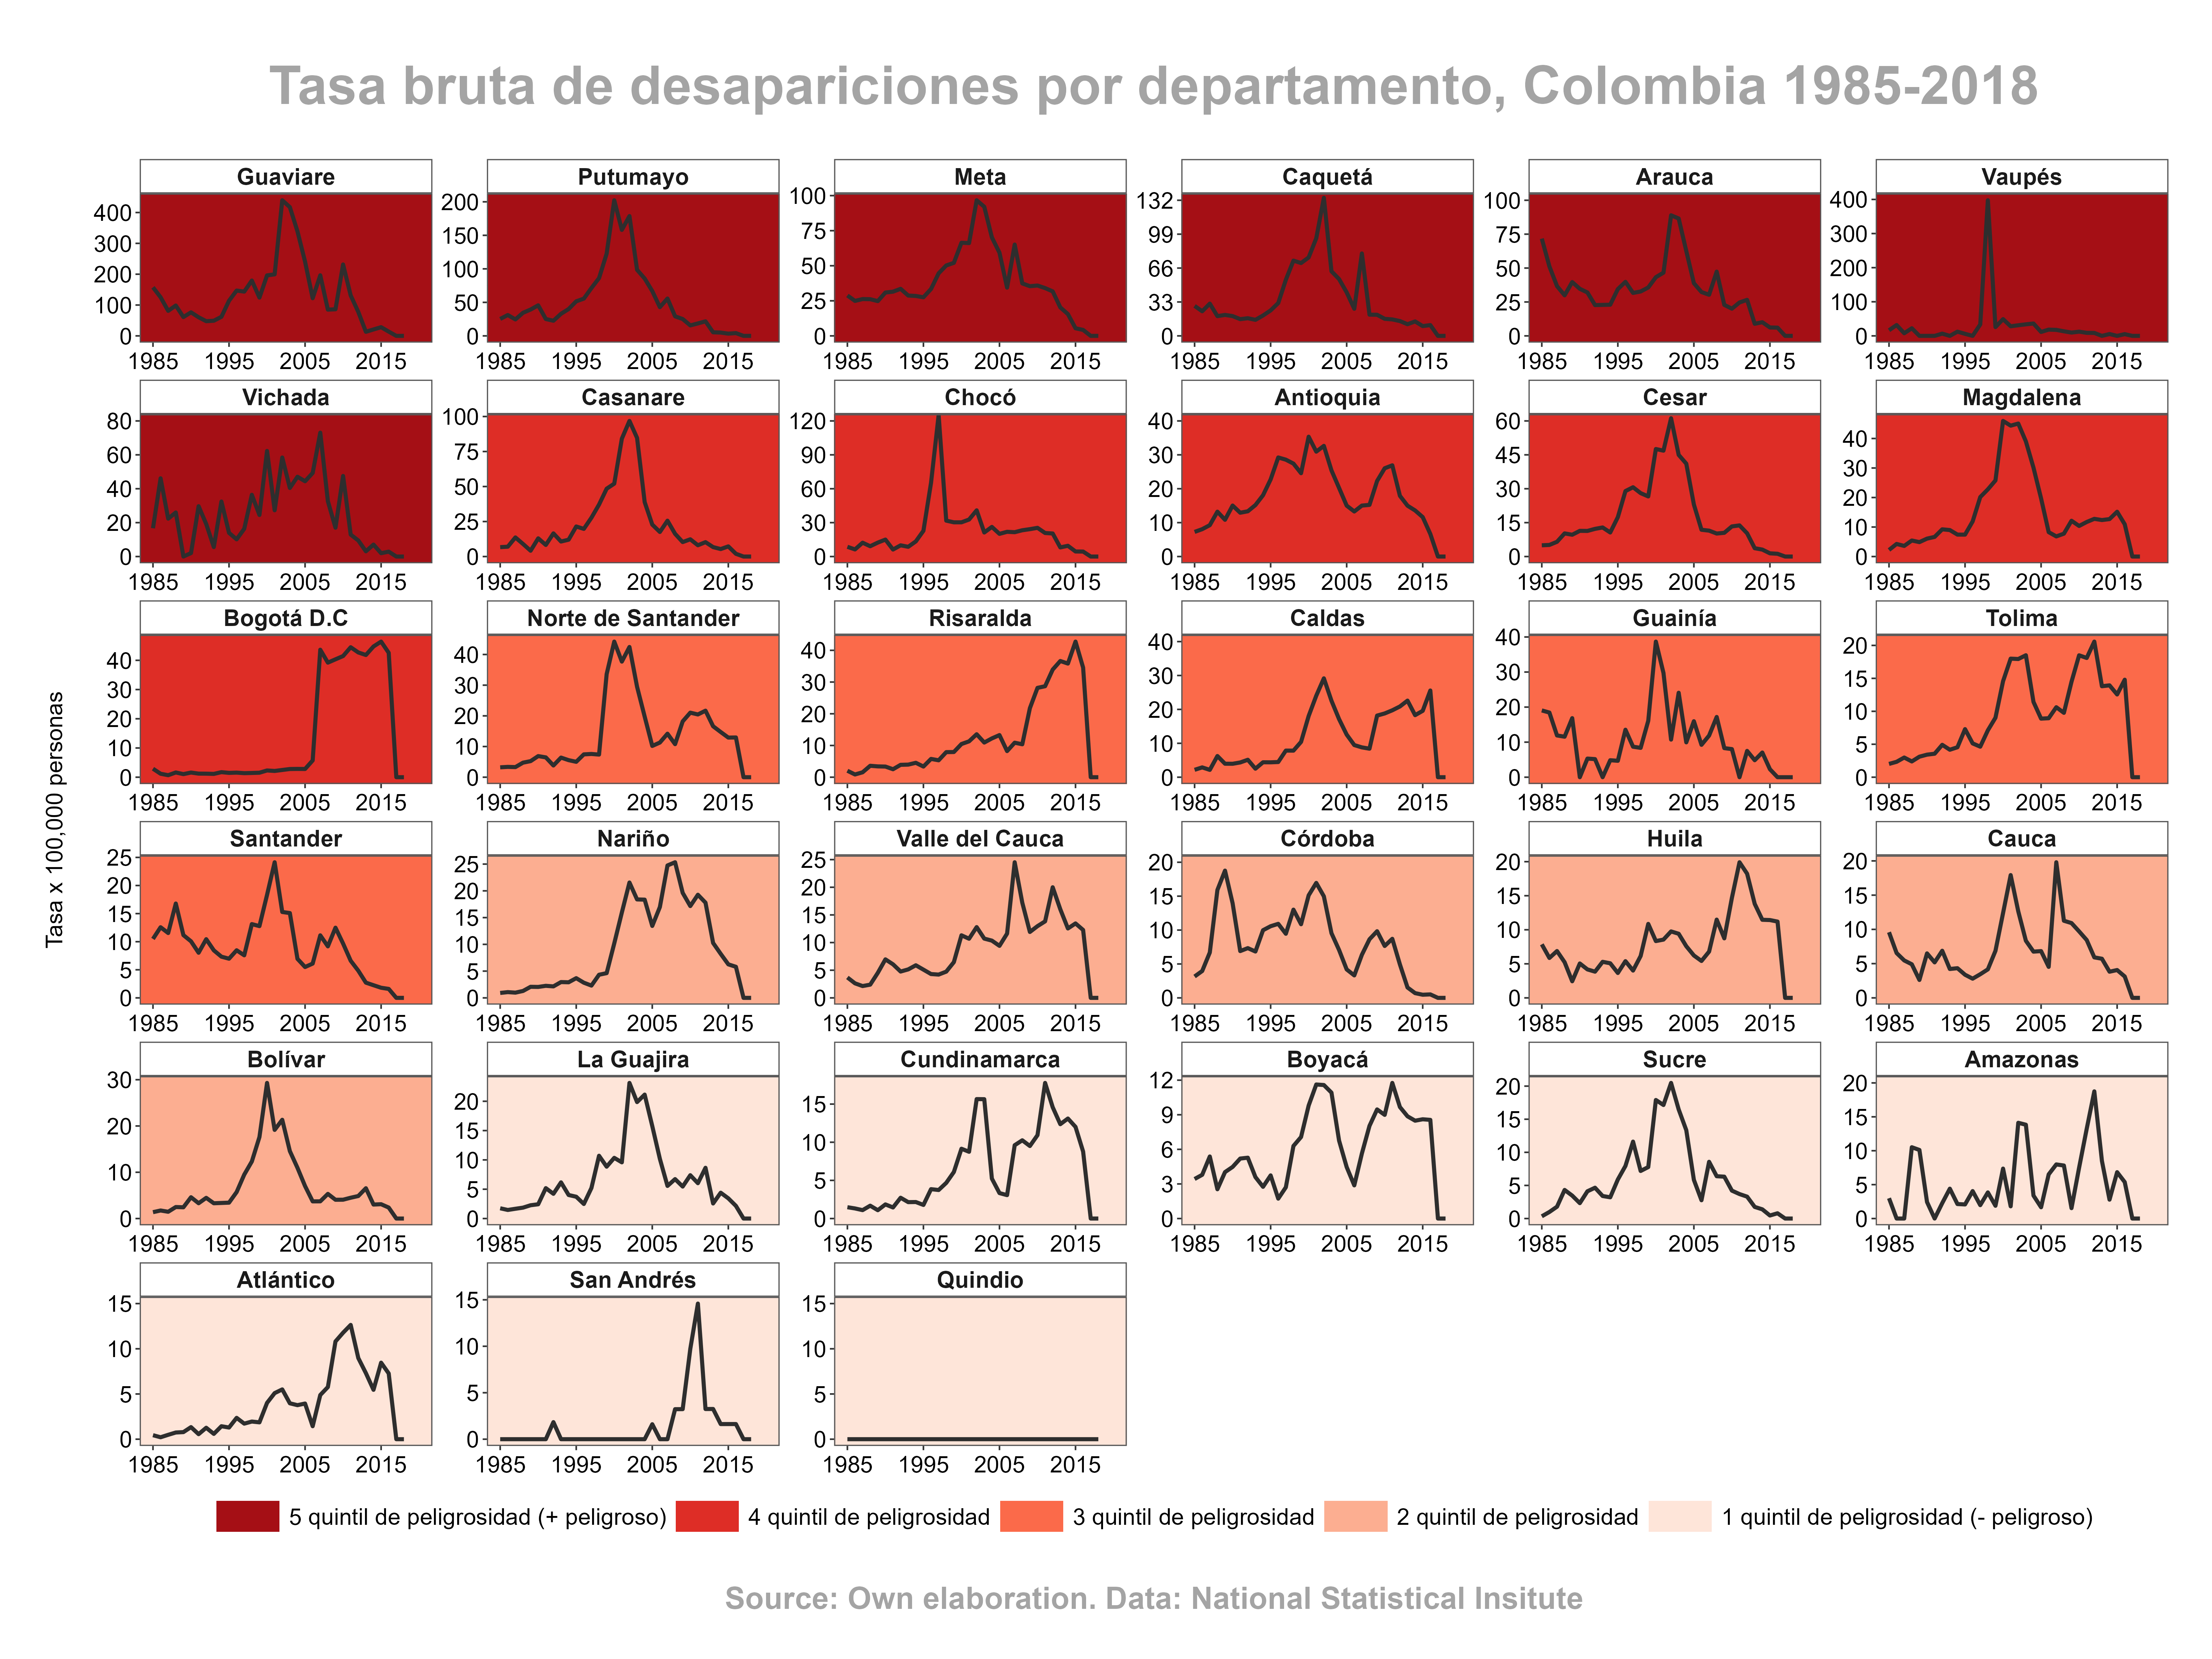 Tasa bruta de desapariciones por departamento, Colombia 1985-2018
Tasa x 100,000 personas
Guaviare
400
300
200
100
0
1985 1995 2005 2015
Putumayo
200
150
100
50
0
1985 1995 2005 2015
Meta
100
75
50
25
0
1985 1995 2005 2015
Caquetá
132
99
66
33
0
1985 1995 2005 2015
Arauca
100
75
50
25
0
1985 1995 2005 2015
Vaupés
400
300
200
100
0
1985 1995 2005 2015
Vichada
80
60
40
20
0
1985 1995 2005 2015
Casanare
100
75
50
25
0
1985 1995 2005 2015
Chocó
120
90
60
30
0
1985 1995 2005 2015
Antioquia
40
30
20
10
0
1985 1995 2005 2015
Cesar
60
45
30
15
0
1985 1995 2005 2015
Magdalena
40
30
20
10
0
1985 1995 2005 2015
Bogotá D.C
40
30
20
10
0
1985 1995 2005 2015
Norte de Santander
40
30
20
10
0
1985 1995 2005 2015
Risaralda
40
30
20
10
0
1985 1995 2005 2015
Caldas
40
30
20
10
0
1985 1995 2005 2015
Guainía
40
30
20
10
0
1985 1995 2005 2015
Tolima
20
15
10
5
0
1985 1995 2005 2015
Santander
25
20
15
10
5
0
1985 1995 2005 2015
Nariño
25
20
15
10
5
0
1985 1995 2005 2015
Valle del Cauca
25
20
15
10
5
0
1985 1995 2005 2015
Córdoba
20
15
10
5
0
1985 1995 2005 2015
Huila
20
15
10
5
0
1985 1995 2005 2015
Cauca
20
15
10
5
0
1985 1995 2005 2015
Bolívar
30
20
10
0
1985 1995 2005 2015
La Guajira
20
15
10
5
0
1985 1995 2005 2015
Cundinamarca
15
10
5
0
1985 1995 2005 2015
Boyacá
12
9
6
3
0
1985 1995 2005 2015
Sucre
20
15
10
5
0
1985 1995 2005 2015
Amazonas
20
15
10
5
0
1985 1995 2005 2015
Atlántico
15
10
5
0
1985 1995 2005 2015
San Andrés
15
10
5
0
1985 1995 2005 2015
Quindio
15
10
5
0
1985 1995 2005 2015
5 quintil de peligrosidad (+ peligroso) 4 quintil de peligrosidad 3 quintil de peligrosidad 2 quintil de peligrosidad 1 quintil de peligrosidad (- peligroso)
Source: Own elaboration. Data: National Statistical Insitute